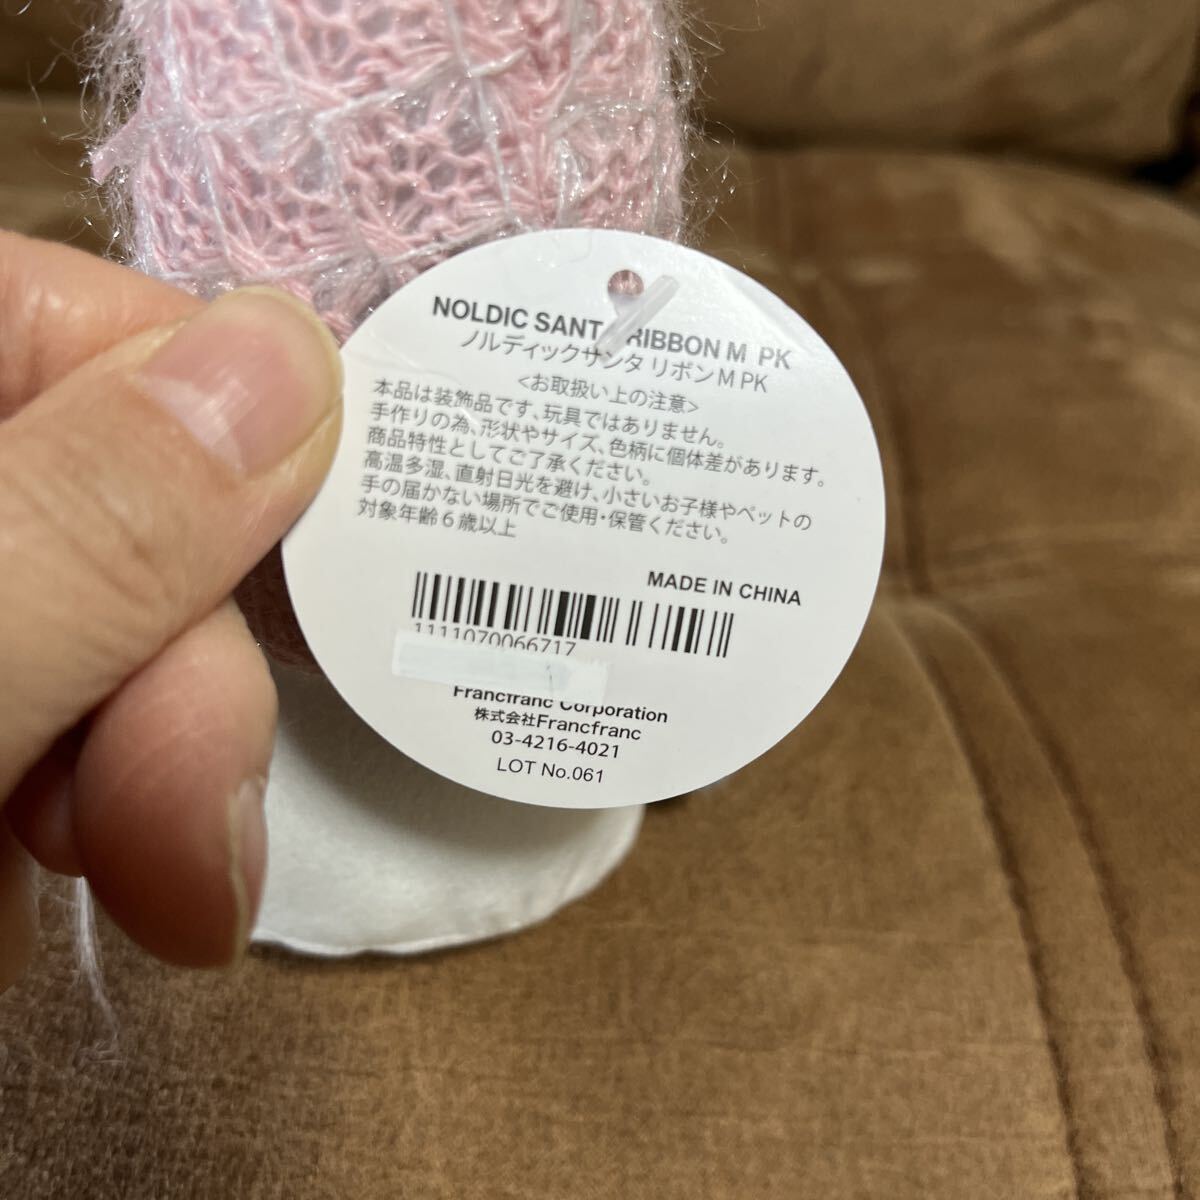 NOLDIC SANT RIBBON M PK
ノルディックサンタ リボン M PK
<お取扱い上の注意>
本品は装飾品です、玩具ではありません。
手作りの為、形状やサイズ、色柄に個体差があります。
商品特性としてご了承ください。
高温多湿、直射日光を避け、小さいお子様やペットの
手の届かない場所でご使用・保管ください。
対象年齢6歳以上
MADE IN CHINA
1111070066717
Francfranc Corporation
株式会社Francfranc
03-4216-4021
LOT No.061